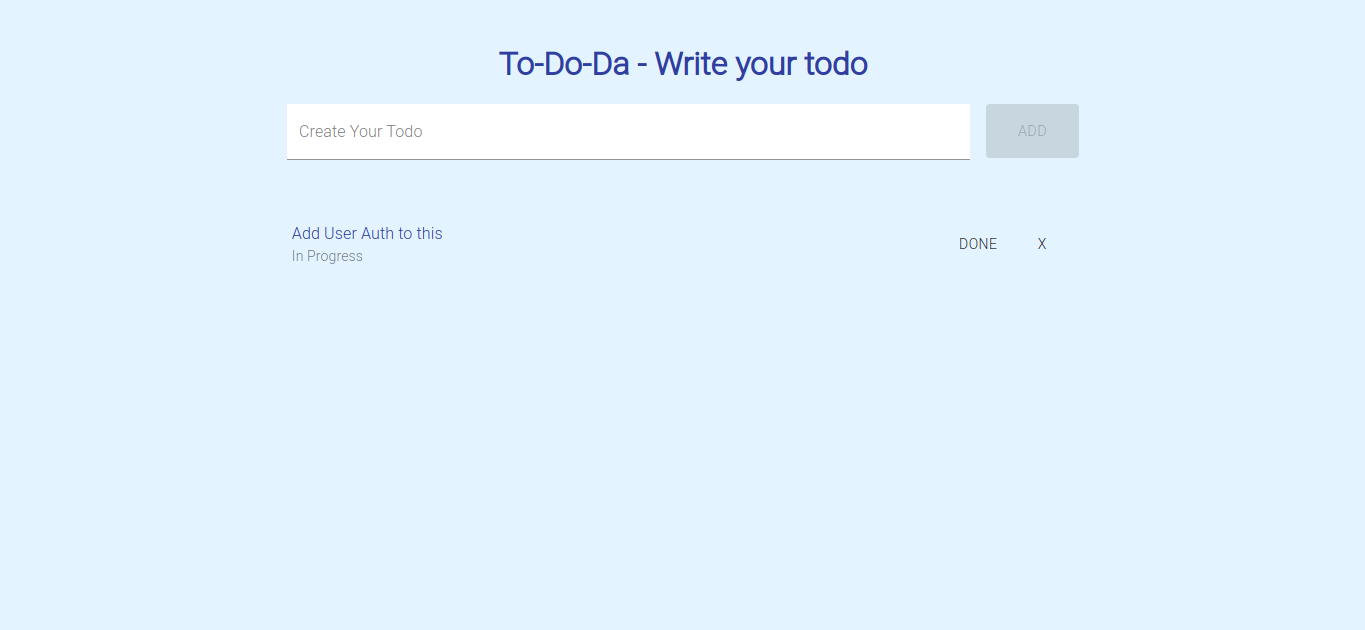 To-Do-Da - Write your todo
Create Your Todo
ADD
Add User Auth to this
In Progress
DONE
X